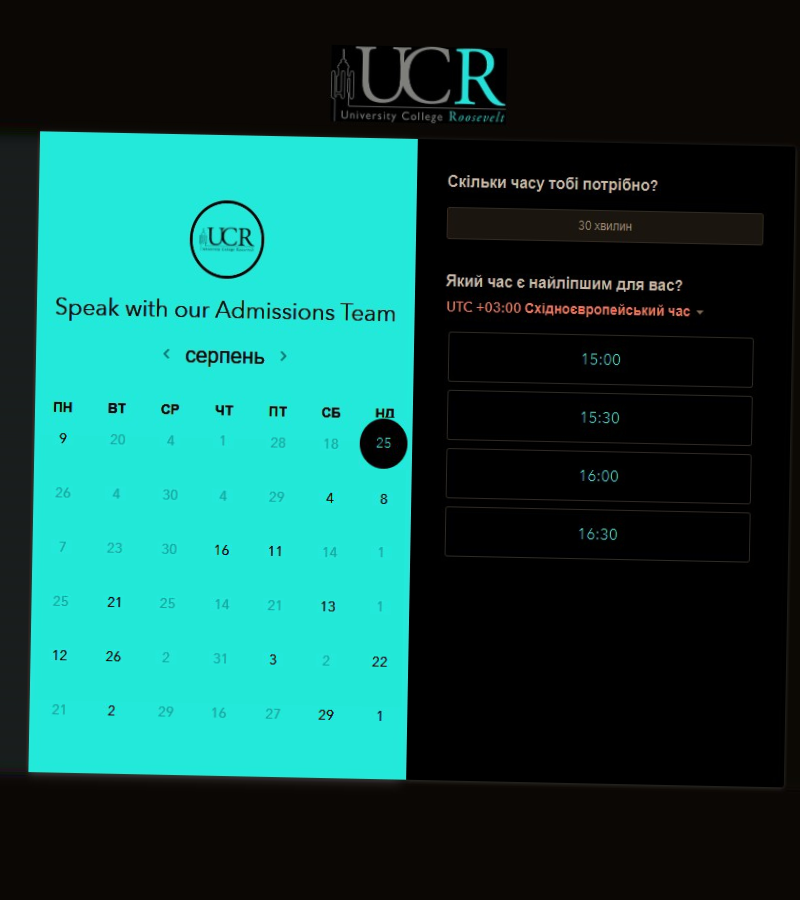 UCR
University College Roosevelt
UCR
University College Roosevelt
Speak with our Admissions Team
серпень
ПН ВТ СР ЧТ ПТ СБ НД
9 20 4 1 28 18 25
26 4 30 4 29 4 8
7 23 30 16 11 14 1
25 21 25 14 21 13 1
12 26 2 31 3 2 22
21 2 29 16 27 29 1
Скільки часу тобі потрібно?
30 хвилин
Який час є найліпшим для вас?
UTC +03:00 Східноєвропейський час
15:00
15:30
16:00
16:30